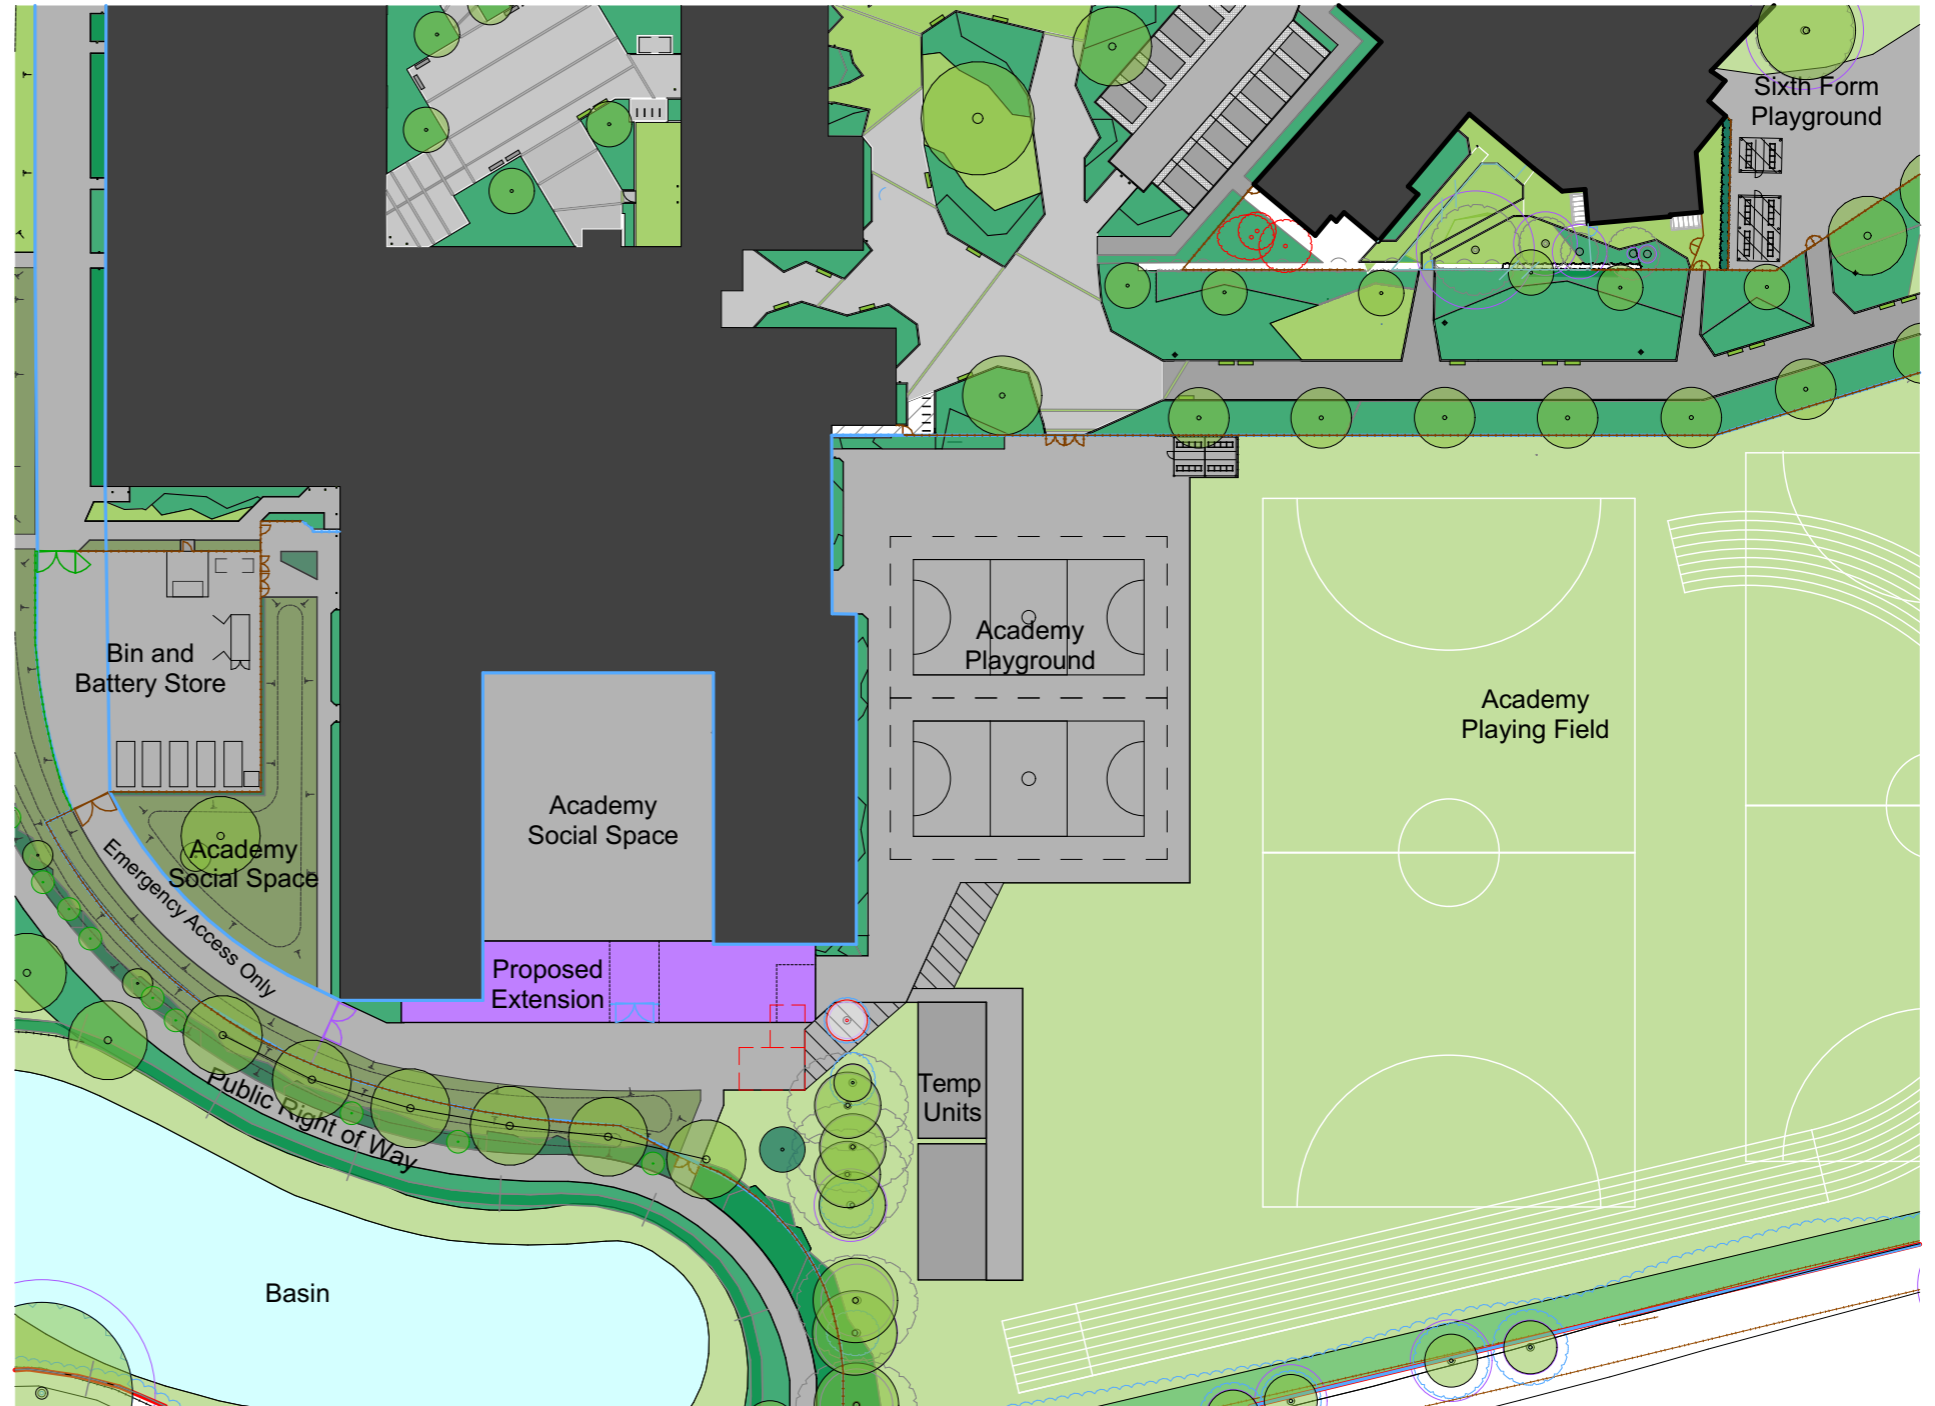 Sixth Form
Playground
Bin and
Battery Store
Academy
Playground
Academy
Playing Field
Academy
Social Space
Academy
Social Space
Emergency Access Only
Proposed
Extension
Temp
Units
Public Right of Way
Basin